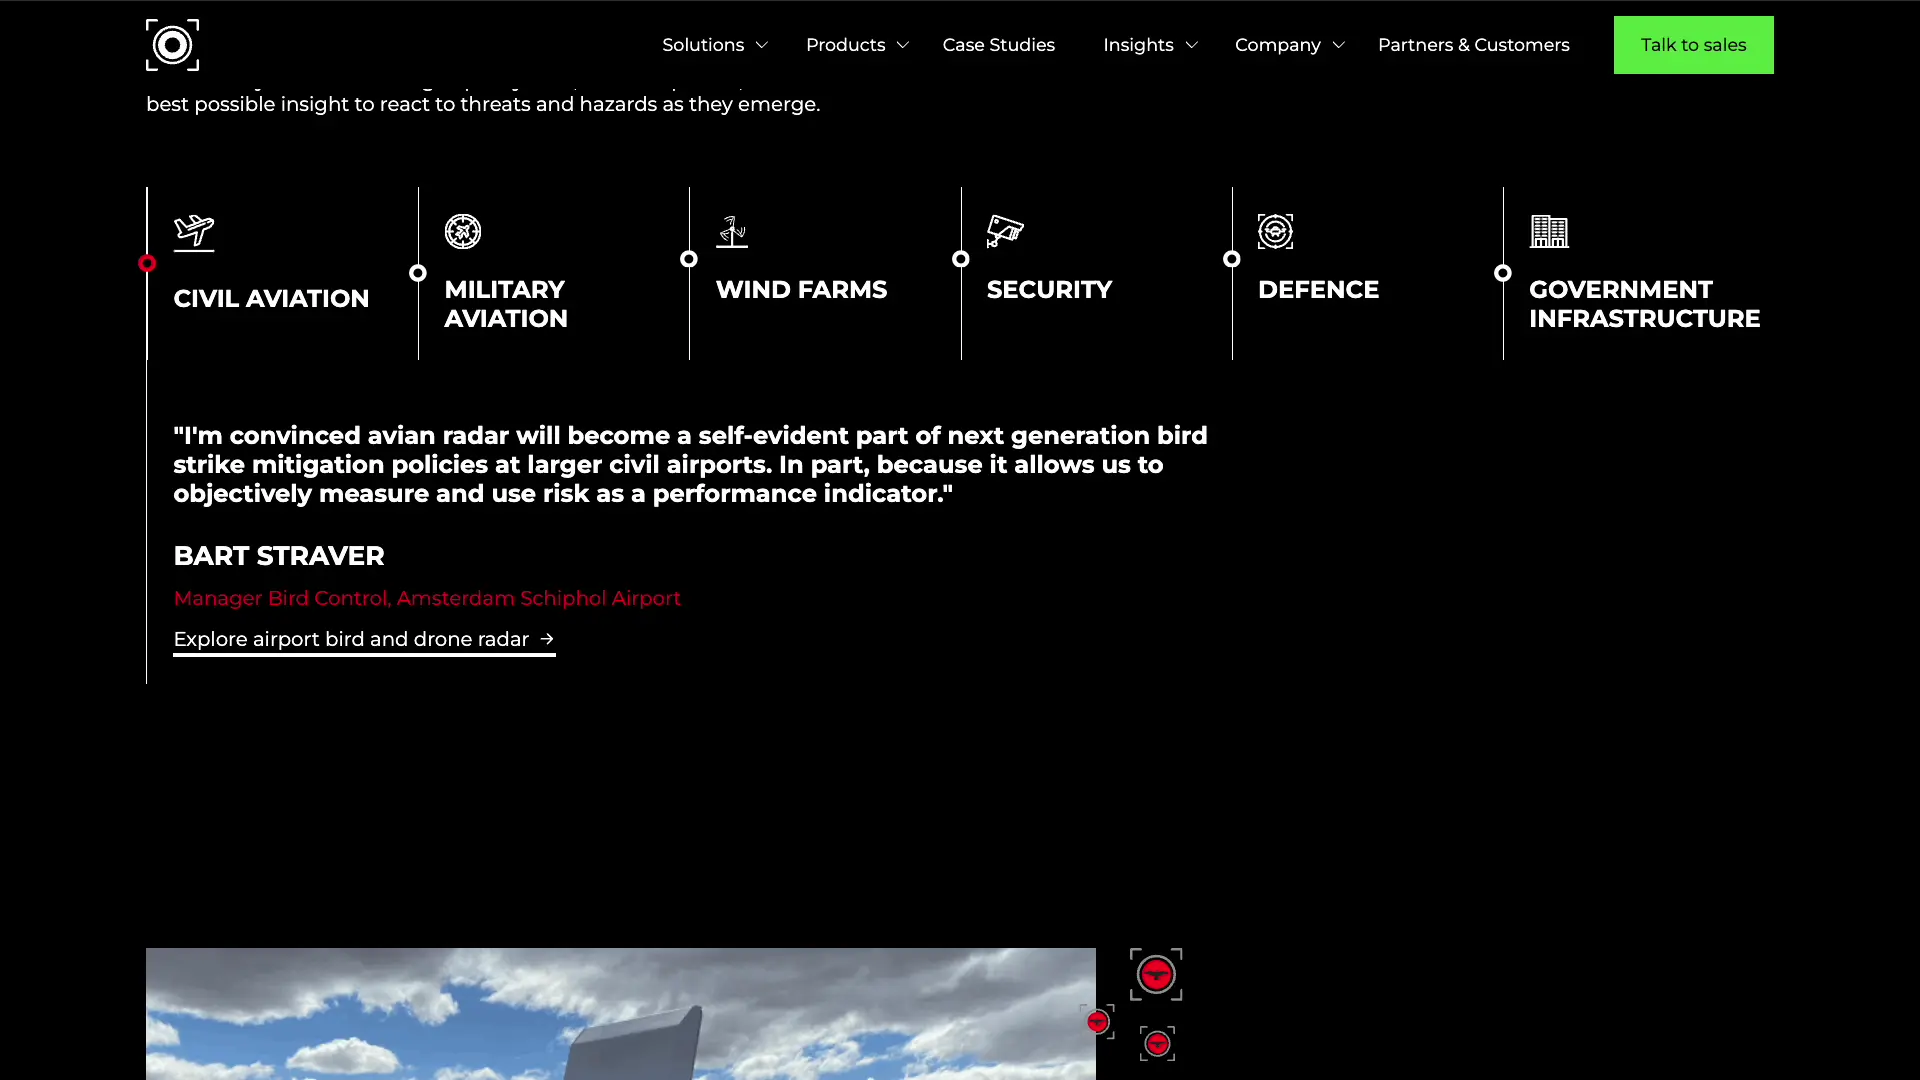 Solutions
Products
Case Studies
Insights
Company
Partners & Customers
Talk to sales
best possible insight to react to threats and hazards as they emerge.
CIVIL AVIATION
MILITARY
AVIATION
WIND FARMS
SECURITY
DEFENCE
GOVERNMENT
INFRASTRUCTURE
"I'm convinced avian radar will become a self-evident part of next generation bird
strike mitigation policies at larger civil airports. In part, because it allows us to
objectively measure and use risk as a performance indicator."
BART STRAVER
Manager Bird Control, Amsterdam Schiphol Airport
Explore airport bird and drone radar →